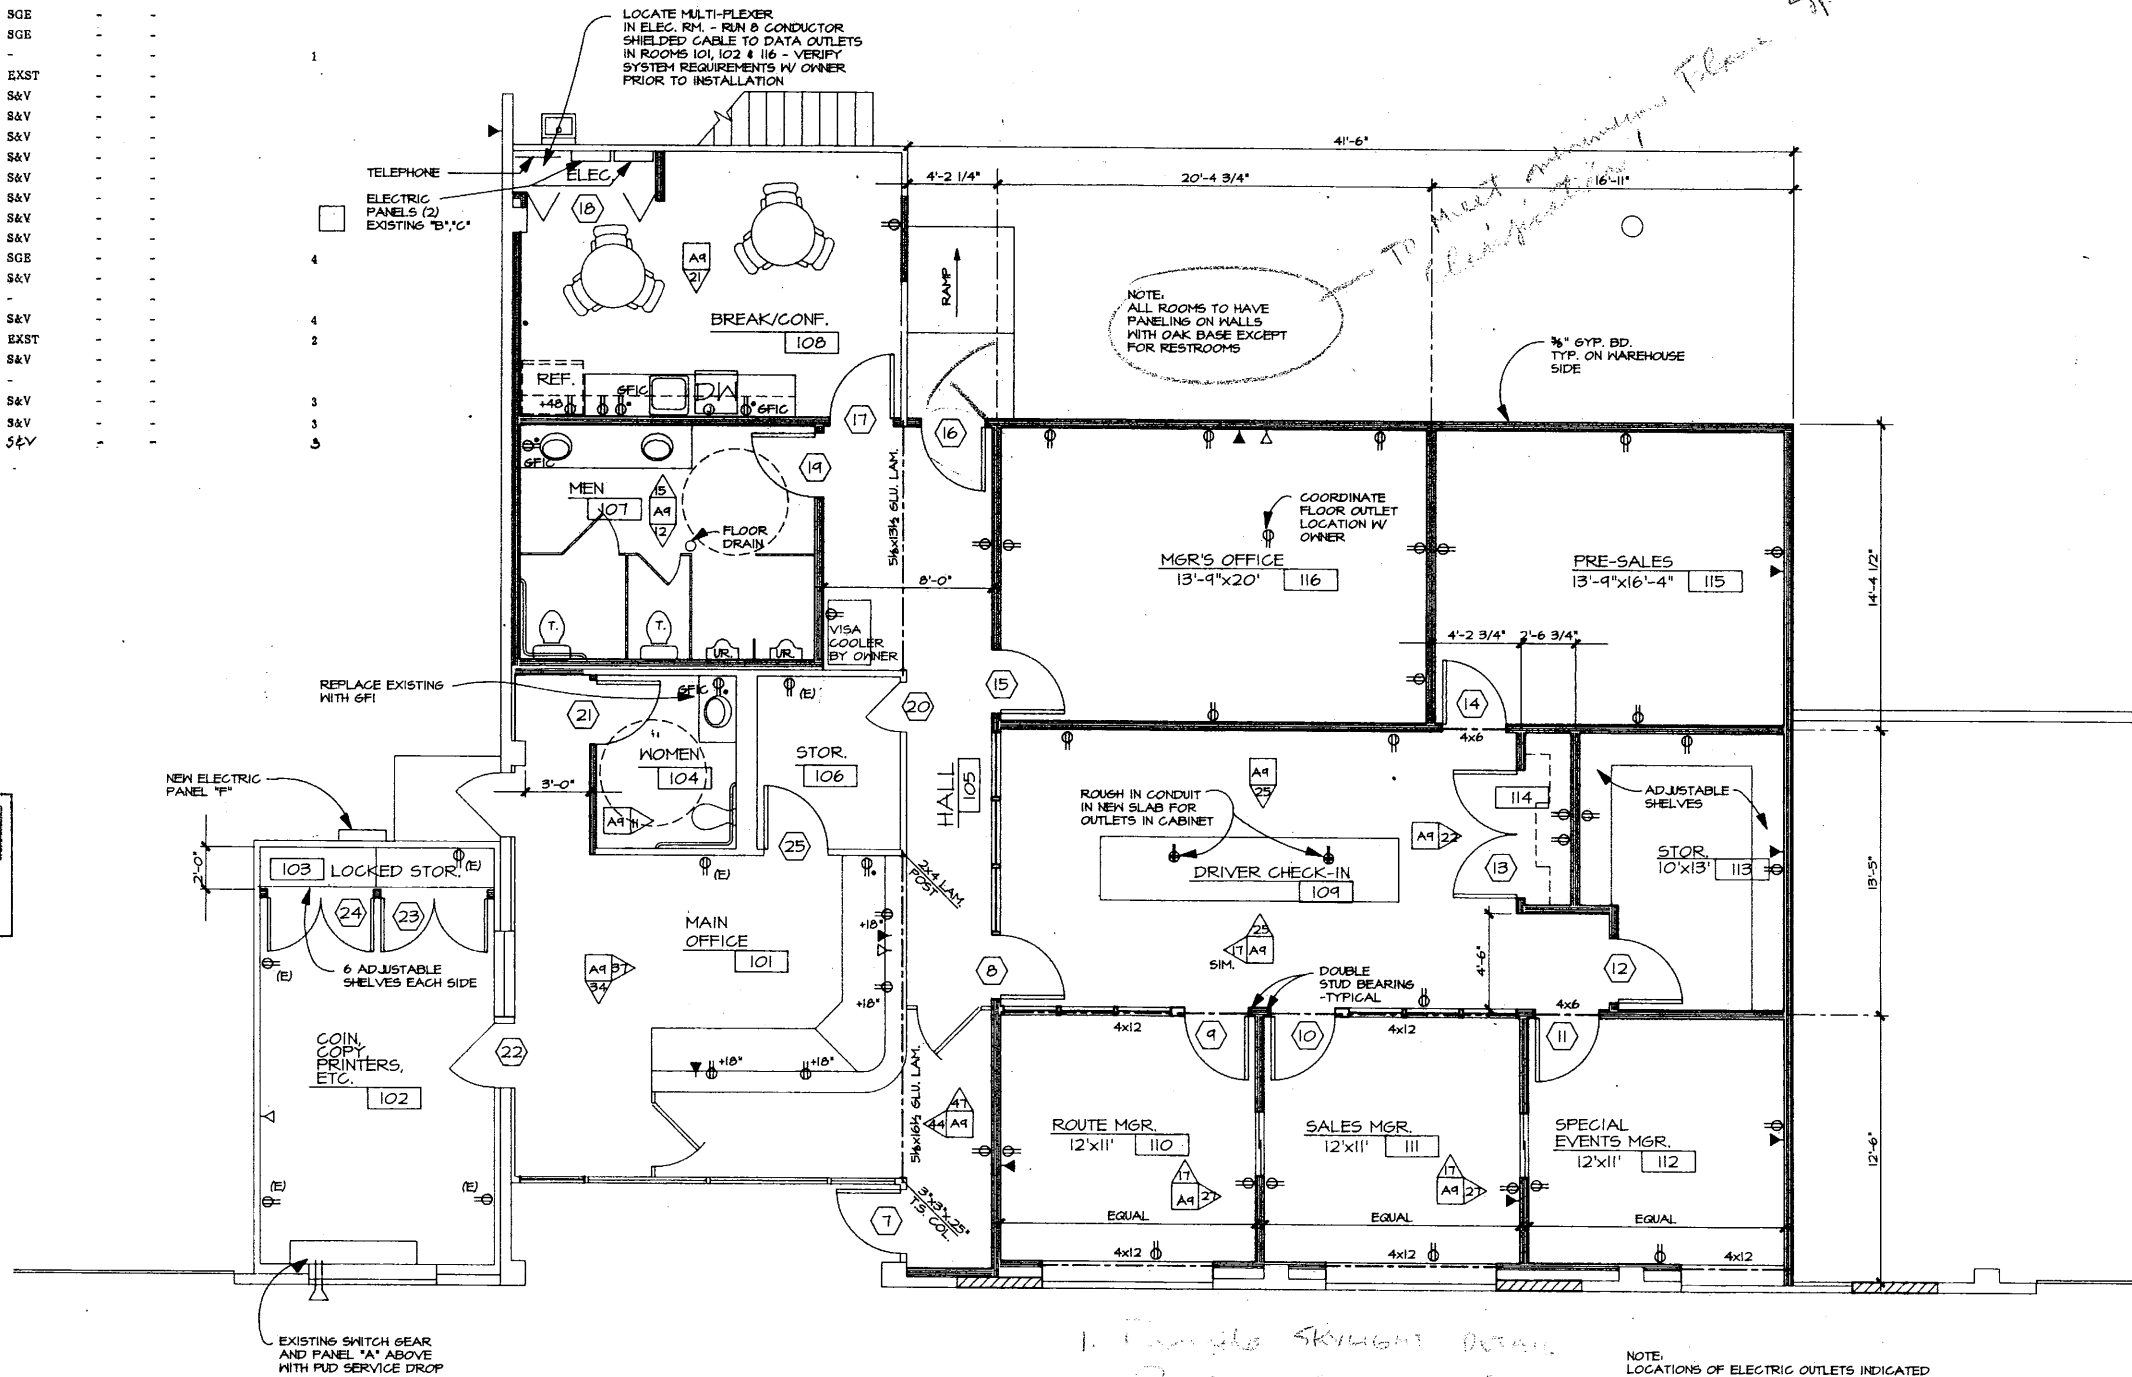 SGE - -
SGE - -
- 1
EXST - -
S&V - -
S&V - -
S&V - -
S&V - -
S&V - -
S&V - -
S&V - -
S&V - -
SGE - - 4
S&V - -
-
S&V - - 4
EXST - - 2
S&V - -
-
S&V - - 3
S&V - - 3
S&V - - 3
LOCATE MULTI-PLEXER
IN ELEC. RM. - RUN 8 CONDUCTOR
SHIELDED CABLE TO DATA OUTLETS
IN ROOMS 101, 102 & 116 - VERIFY
SYSTEM REQUIREMENTS W/ OWNER
PRIOR TO INSTALLATION
TELEPHONE
ELECTRIC
PANELS (2)
EXISTING "B","C"
ELEC.
18
A9
21
BREAK/CONF.
108
REF.
+48
GFIC
DW
GFIC
17
16
RAMP
41'-6"
4'-2 1/4"
20'-4 3/4"
16'-11"
To Meet minimum Flame
NOTE:
ALL ROOMS TO HAVE
PANELING ON WALLS
WITH OAK BASE EXCEPT
FOR RESTROOMS
5/8" GYP. BD.
TYP. ON WAREHOUSE
SIDE
GFIC
MEN
107
15
A9
12
FLOOR
DRAIN
19
5 1/8x13 1/2 GLU. LAM.
8'-0"
VISA
COOLER
BY OWNER
UR.
UR.
T.
T.
COORDINATE
FLOOR OUTLET
LOCATION W/
OWNER
MGR'S OFFICE
13'-9"x20' 116
PRE-SALES
13'-9"x16'-4" 115
14'-4 1/2"
4'-2 3/4"
2'-6 3/4"
15
14
4x6
REPLACE EXISTING
WITH GFI
GFIC
(E)
21
WOMEN
104
A9
11
3'-0"
STOR.
106
20
HALL
105
25
NEW ELECTRIC
PANEL "F"
2'-0"
103 LOCKED STOR.
(E)
24
23
(E)
6 ADJUSTABLE
SHELVES EACH SIDE
(E)
MAIN
OFFICE
101
A9
37
34
2x4 LAM.
POST
+18"
+18"
+18"
+18"
ROUGH IN CONDUIT
IN NEW SLAB FOR
OUTLETS IN CABINET
A9
25
DRIVER CHECK-IN
109
25
17 A9
SIM.
A9 22
114
13
ADJUSTABLE
SHELVES
STOR.
10'x13' 113
13'-5"
4'-6"
12
8
DOUBLE
STUD BEARING
-TYPICAL
4x6
4x12
4x12
9
10
11
COIN,
COPY,
PRINTERS,
ETC.
102
22
(E)
(E)
5 1/8x16 1/2 GLU. LAM.
47
44 A9
7
3"x3"x.25"
T.S. COL.
ROUTE MGR.
12'x11' 110
17
A9 27
SALES MGR.
12'x11' 111
17
A9 27
SPECIAL
EVENTS MGR.
12'x11' 112
12'-6"
EQUAL
EQUAL
EQUAL
4x12
4x12
4x12
EXISTING SWITCH GEAR
AND PANEL "A" ABOVE
WITH PUD SERVICE DROP
1. SKYLIGHT DETAIL
NOTE:
LOCATIONS OF ELECTRIC OUTLETS INDICATED